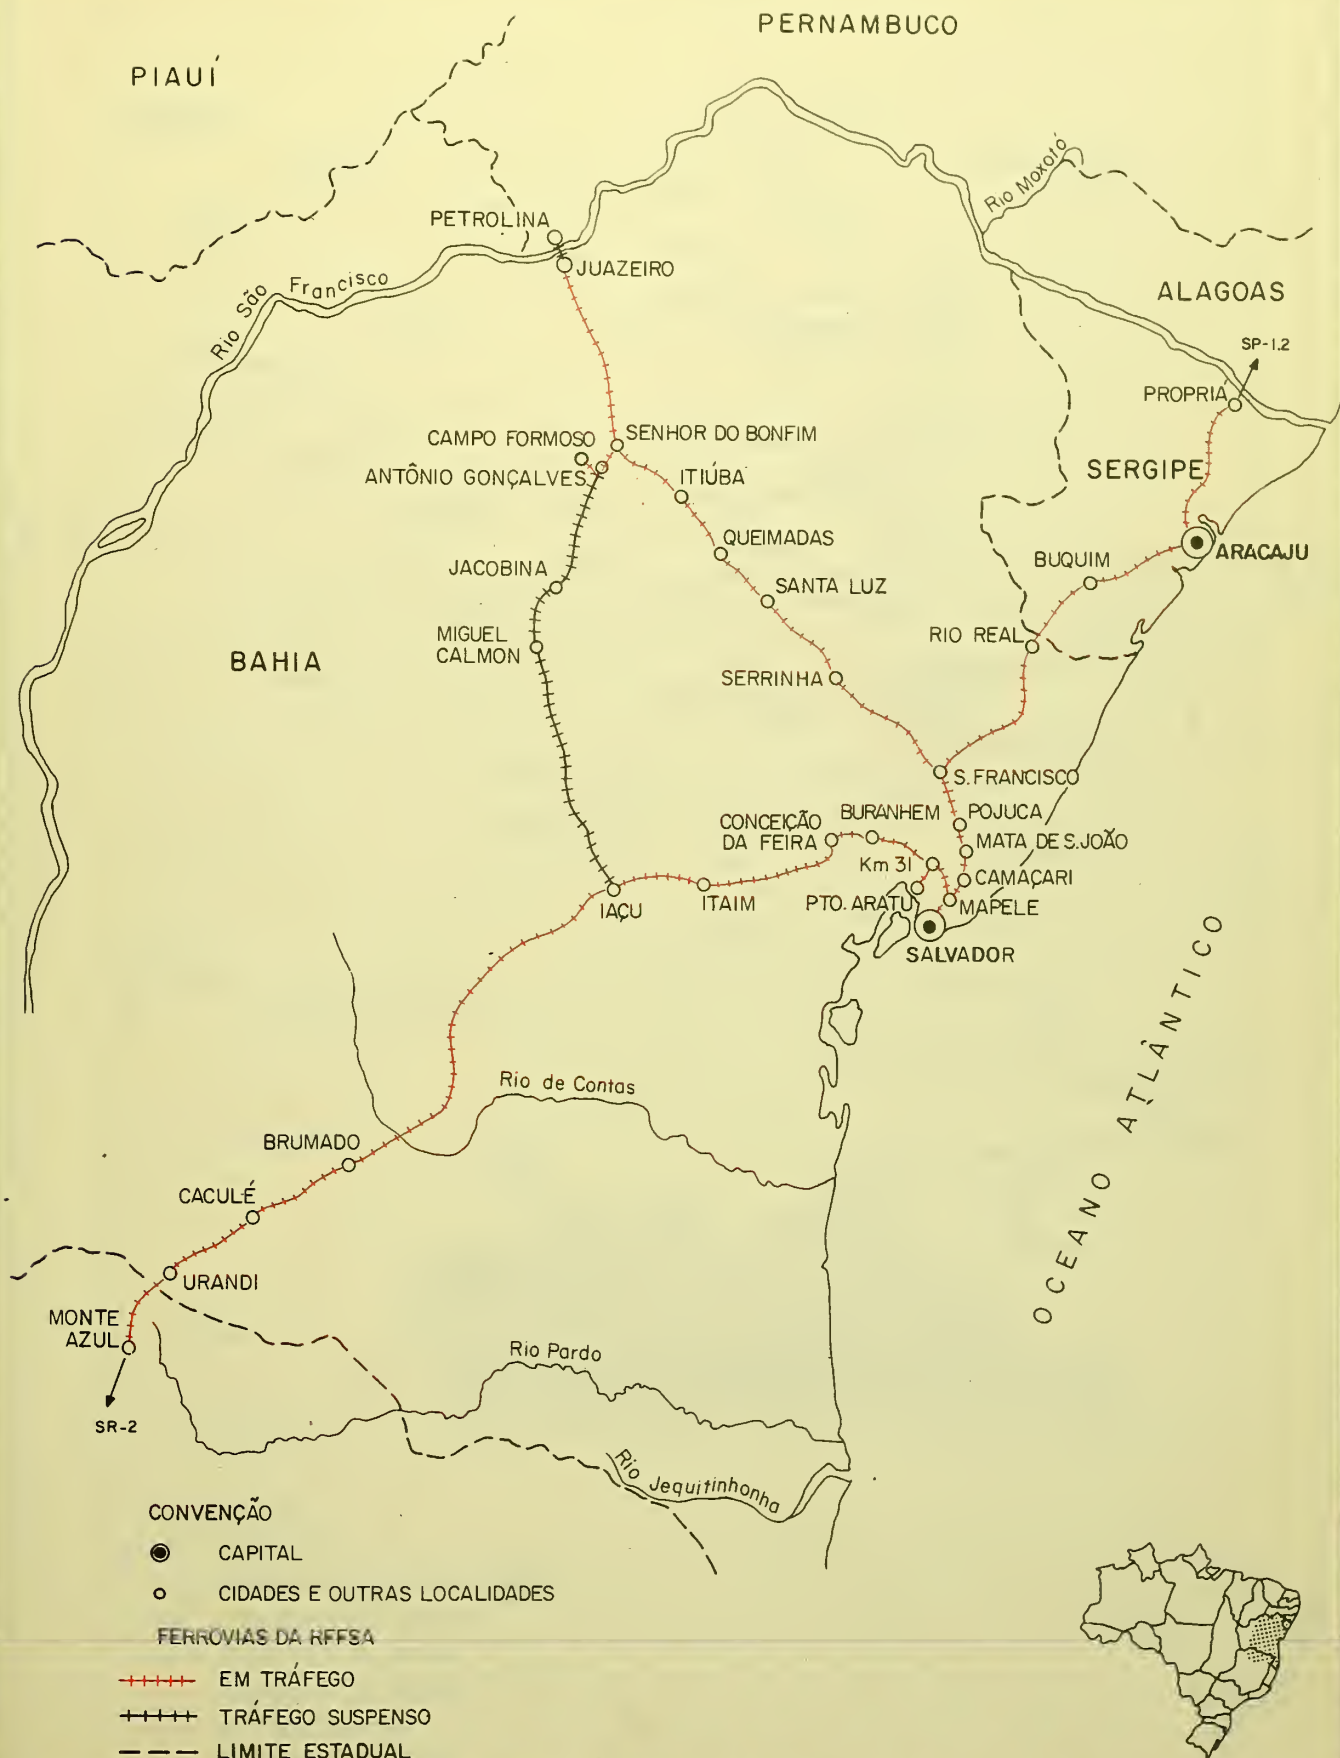 PERNAMBUCO
PIAUÍ
Rio Moxotó
PETROLINA
JUAZEIRO
Rio São Francisco
ALAGOAS
SP-1.2
PROPRIÁ
CAMPO FORMOSO
SENHOR DO BONFIM
ANTÔNIO GONÇALVES
ITIÚBA
SERGIPE
QUEIMADAS
ARACAJU
BUQUIM
JACOBINA
SANTA LUZ
MIGUEL
CALMON
RIO REAL
BAHIA
SERRINHA
S. FRANCISCO
CONCEIÇÃO
DA FEIRA
BURANHEM
POJUCA
MATA DE S. JOÃO
Km 31
CAMAÇARI
IAÇU
ITAIM
PTO. ARATU
MAPELE
SALVADOR
OCEANO ATLÂNTICO
Rio de Contas
BRUMADO
CACULÉ
URANDI
MONTE
AZUL
SR-2
Rio Pardo
Rio Jequitinhonha
CONVENÇÃO
CAPITAL
CIDADES E OUTRAS LOCALIDADES
FERROVIAS DA RFFSA
EM TRÁFEGO
TRÁFEGO SUSPENSO
LIMITE ESTADUAL